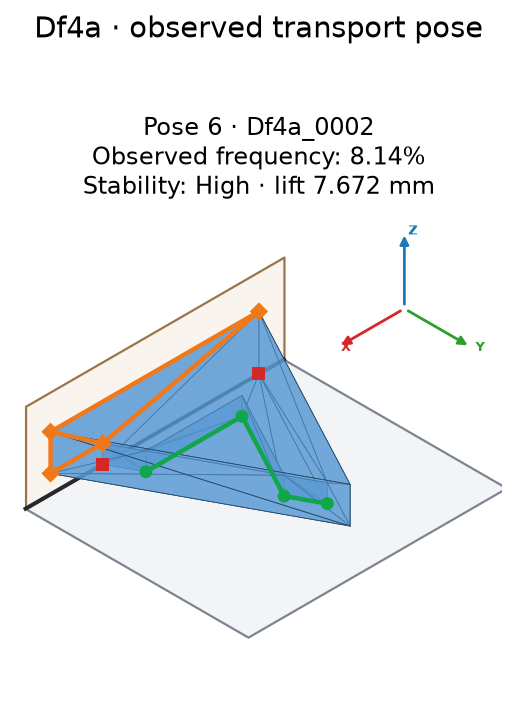 Df4a · observed transport pose
Pose 6 · Df4a_0002
Observed frequency: 8.14%
Stability: High · lift 7.672 mm
Z
X
Y